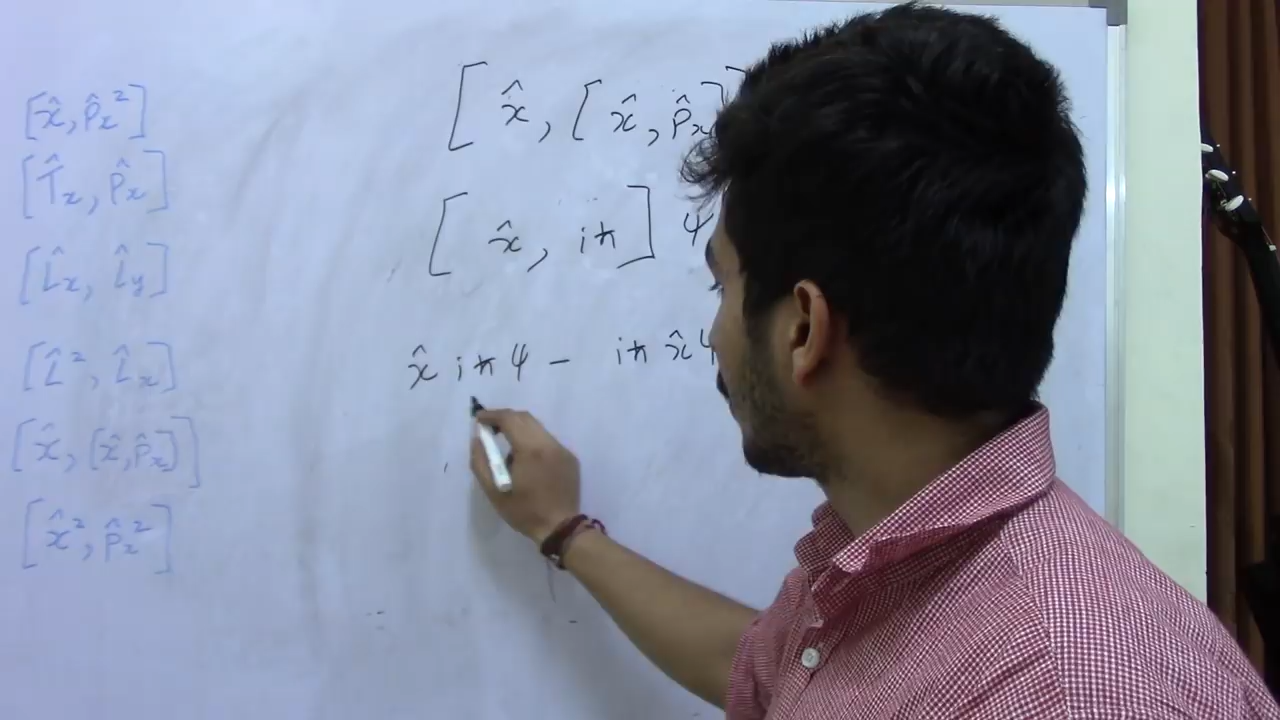 [x̂, p̂ₓ²]
[T̂ₓ, p̂ₓ]
[L̂ₓ, L̂ᵧ]
[L̂², L̂ₓ]
[x̂, [x̂, p̂ₓ]]
[x̂², p̂ₓ²]
[x̂, [x̂, p̂ₓ]
[x̂, iħ] ψ
x̂ iħ ψ − iħ x̂ ψ